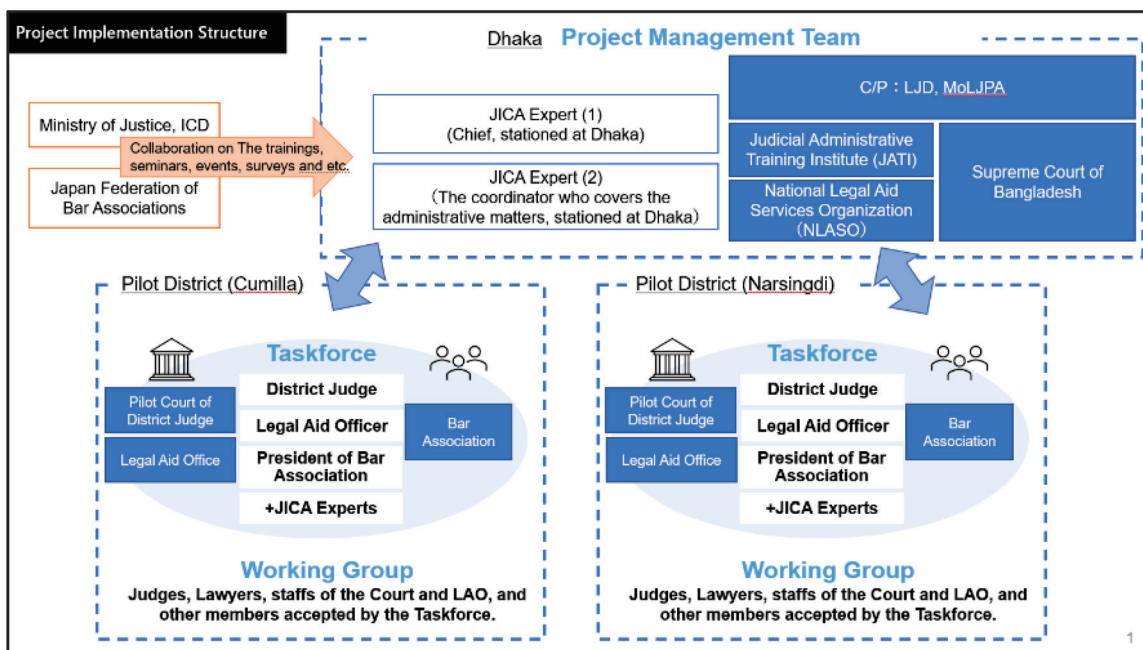 Project Implementation Structure
Dhaka Project Management Team
Ministry of Justice, ICD
Collaboration on The trainings,
seminars, events, surveys and etc.
Japan Federation of
Bar Associations
JICA Expert (1)
(Chief, stationed at Dhaka)
JICA Expert (2)
(The coordinator who covers the
administrative matters, stationed at Dhaka)
C/P：LJD, MoLJPA
Judicial Administrative
Training Institute (JATI)
National Legal Aid
Services Organization
（NLASO）
Supreme Court of
Bangladesh
Pilot District (Cumilla)
Taskforce
Pilot Court of
District Judge
Legal Aid Office
District Judge
Legal Aid Officer
President of Bar
Association
+JICA Experts
Bar
Association
Working Group
Judges, Lawyers, staffs of the Court and LAO, and
other members accepted by the Taskforce.
Pilot District (Narsingdi)
Taskforce
Pilot Court of
District Judge
Legal Aid Office
District Judge
Legal Aid Officer
President of Bar
Association
+JICA Experts
Bar
Association
Working Group
Judges, Lawyers, staffs of the Court and LAO, and
other members accepted by the Taskforce.
1